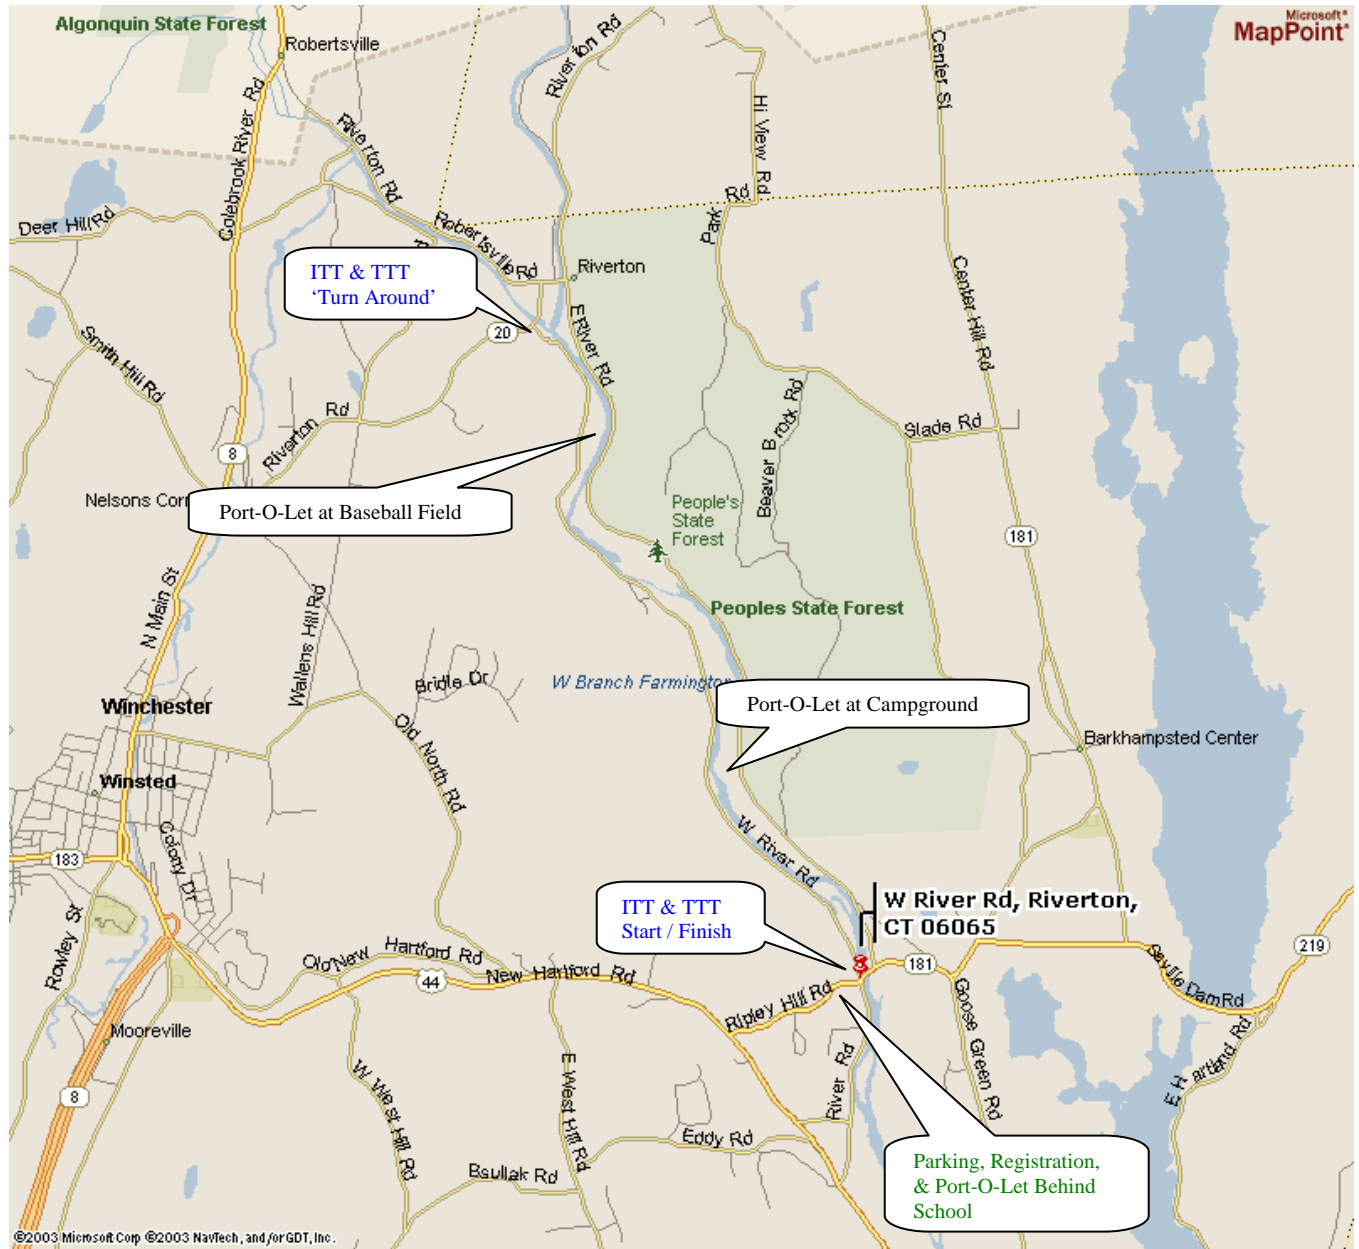 Algonquin State Forest
Robertsville
Microsoft®
MapPoint®
Riverton Rd
Center St
Colebrook River Rd
Riverton Rd
Hi View Rd
Park Rd
Deer Hill Rd
Robertsville Rd
ITT & TTT
‘Turn Around’
Riverton
Center Hill Rd
20
E River Rd
Smith Hill Rd
Riverton Rd
Beaver Brook Rd
Slade Rd
8
Nelsons Corn
Port-O-Let at Baseball Field
People's
State
Forest
181
N Main St
Wallens Hill Rd
Peoples State Forest
Bridle Dr
W Branch Farmington
Winchester
Port-O-Let at Campground
Old North Rd
Barkhampsted Center
Winsted
Colony Dr
W River Rd
183
ITT & TTT
Start / Finish
W River Rd, Riverton,
CT 06065
Rowley St
Old New Hartford Rd
New Hartford Rd
44
181
219
Saville Dam Rd
Ripley Hill Rd
Goose Green Rd
Mooreville
River Rd
E Hartland Rd
8
W West Hill Rd
E West Hill Rd
Eddy Rd
Bsullak Rd
Parking, Registration,
& Port-O-Let Behind
School
©2003 Microsoft Corp ©2003 NavTech, and/or GDT, Inc.